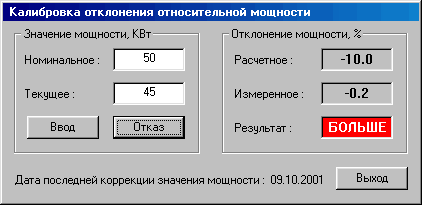 Калибровка отклонения относительной мощности
Значение мощности, КВт
Номинальное : 50
Текущее : 45
Ввод Отказ
Отклонение мощности, %
Расчетное : -10.0
Измеренное : -0.2
Результат : БОЛЬШЕ
Дата последней коррекции значения мощности : 09.10.2001 Выход